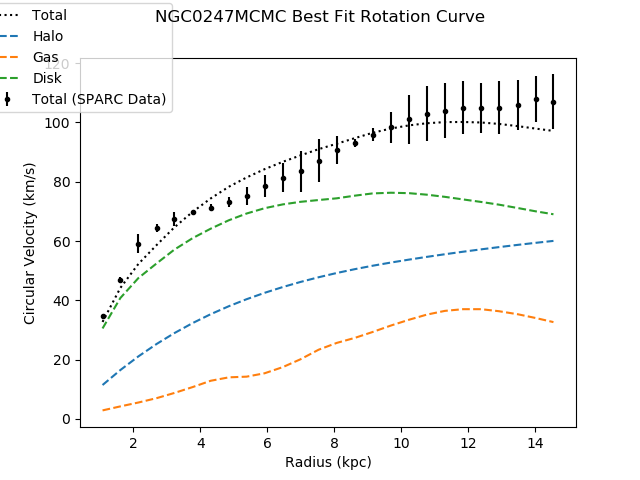 NGC0247MCMC Best Fit Rotation Curve
Total
Halo
Gas
Disk
Total (SPARC Data)
120
100
80
60
40
20
0
Circular Velocity (km/s)
2 4 6 8 10 12 14
Radius (kpc)